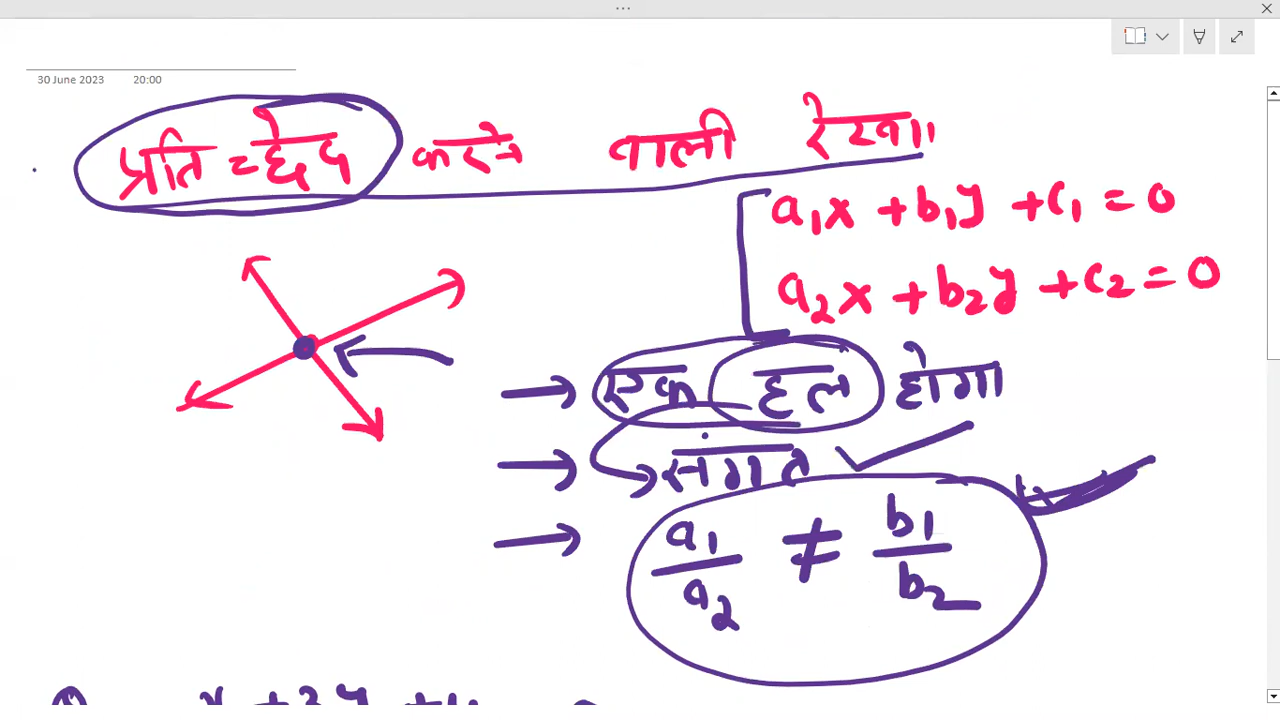 30 June 2023 20:00
प्रतिच्छेद करने वाली रेखा
a₁x + b₁y + c₁ = 0
a₂x + b₂y + c₂ = 0
→ एक हल होगा
→ संगत ✓
→ a₁/a₂ ≠ b₁/b₂